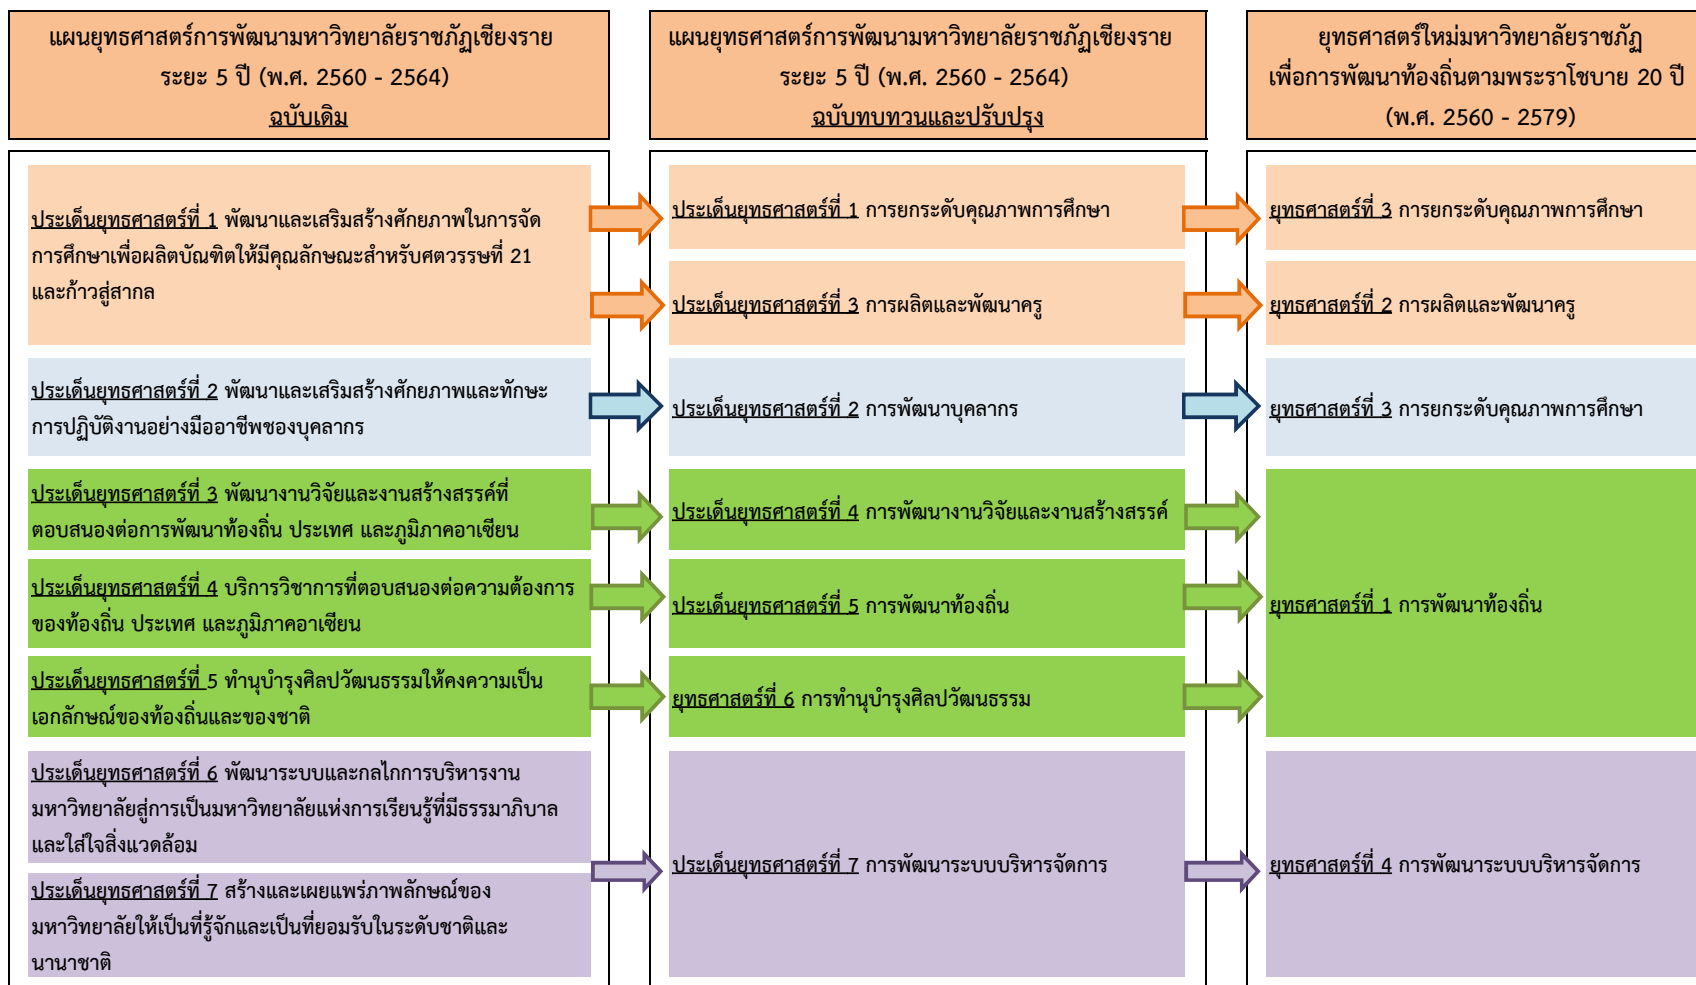 แผนยุทธศาสตร์การพัฒนามหาวิทยาลัยราชภัฏเชียงราย
ระยะ 5 ปี (พ.ศ. 2560 - 2564)
ฉบับเดิม
แผนยุทธศาสตร์การพัฒนามหาวิทยาลัยราชภัฏเชียงราย
ระยะ 5 ปี (พ.ศ. 2560 - 2564)
ฉบับทบทวนและปรับปรุง
ยุทธศาสตร์ใหม่มหาวิทยาลัยราชภัฏ
เพื่อการพัฒนาท้องถิ่นตามพระราโชบาย 20 ปี
(พ.ศ. 2560 - 2579)
ประเด็นยุทธศาสตร์ที่ 1 พัฒนาและเสริมสร้างศักยภาพในการจัด
การศึกษาเพื่อผลิตบัณฑิตให้มีคุณลักษณะสำหรับศตวรรษที่ 21
และก้าวสู่สากล
ประเด็นยุทธศาสตร์ที่ 1 การยกระดับคุณภาพการศึกษา
ยุทธศาสตร์ที่ 3 การยกระดับคุณภาพการศึกษา
ประเด็นยุทธศาสตร์ที่ 3 การผลิตและพัฒนาครู
ยุทธศาสตร์ที่ 2 การผลิตและพัฒนาครู
ประเด็นยุทธศาสตร์ที่ 2 พัฒนาและเสริมสร้างศักยภาพและทักษะ
การปฏิบัติงานอย่างมืออาชีพชองบุคลากร
ประเด็นยุทธศาสตร์ที่ 2 การพัฒนาบุคลากร
ยุทธศาสตร์ที่ 3 การยกระดับคุณภาพการศึกษา
ประเด็นยุทธศาสตร์ที่ 3 พัฒนางานวิจัยและงานสร้างสรรค์ที่
ตอบสนองต่อการพัฒนาท้องถิ่น ประเทศ และภูมิภาคอาเซียน
ประเด็นยุทธศาสตร์ที่ 4 การพัฒนางานวิจัยและงานสร้างสรรค์
ประเด็นยุทธศาสตร์ที่ 4 บริการวิชาการที่ตอบสนองต่อความต้องการ
ของท้องถิ่น ประเทศ และภูมิภาคอาเซียน
ประเด็นยุทธศาสตร์ที่ 5 การพัฒนาท้องถิ่น
ยุทธศาสตร์ที่ 1 การพัฒนาท้องถิ่น
ประเด็นยุทธศาสตร์ที่ 5 ทำนุบำรุงศิลปวัฒนธรรมให้คงความเป็น
เอกลักษณ์ของท้องถิ่นและของชาติ
ยุทธศาสตร์ที่ 6 การทำนุบำรุงศิลปวัฒนธรรม
ประเด็นยุทธศาสตร์ที่ 6 พัฒนาระบบและกลไกการบริหารงาน
มหาวิทยาลัยสู่การเป็นมหาวิทยาลัยแห่งการเรียนรู้ที่มีธรรมาภิบาล
และใส่ใจสิ่งแวดล้อม
ประเด็นยุทธศาสตร์ที่ 7 การพัฒนาระบบบริหารจัดการ
ยุทธศาสตร์ที่ 4 การพัฒนาระบบบริหารจัดการ
ประเด็นยุทธศาสตร์ที่ 7 สร้างและเผยแพร่ภาพลักษณ์ของ
มหาวิทยาลัยให้เป็นที่รู้จักและเป็นที่ยอมรับในระดับชาติและ
นานาชาติ